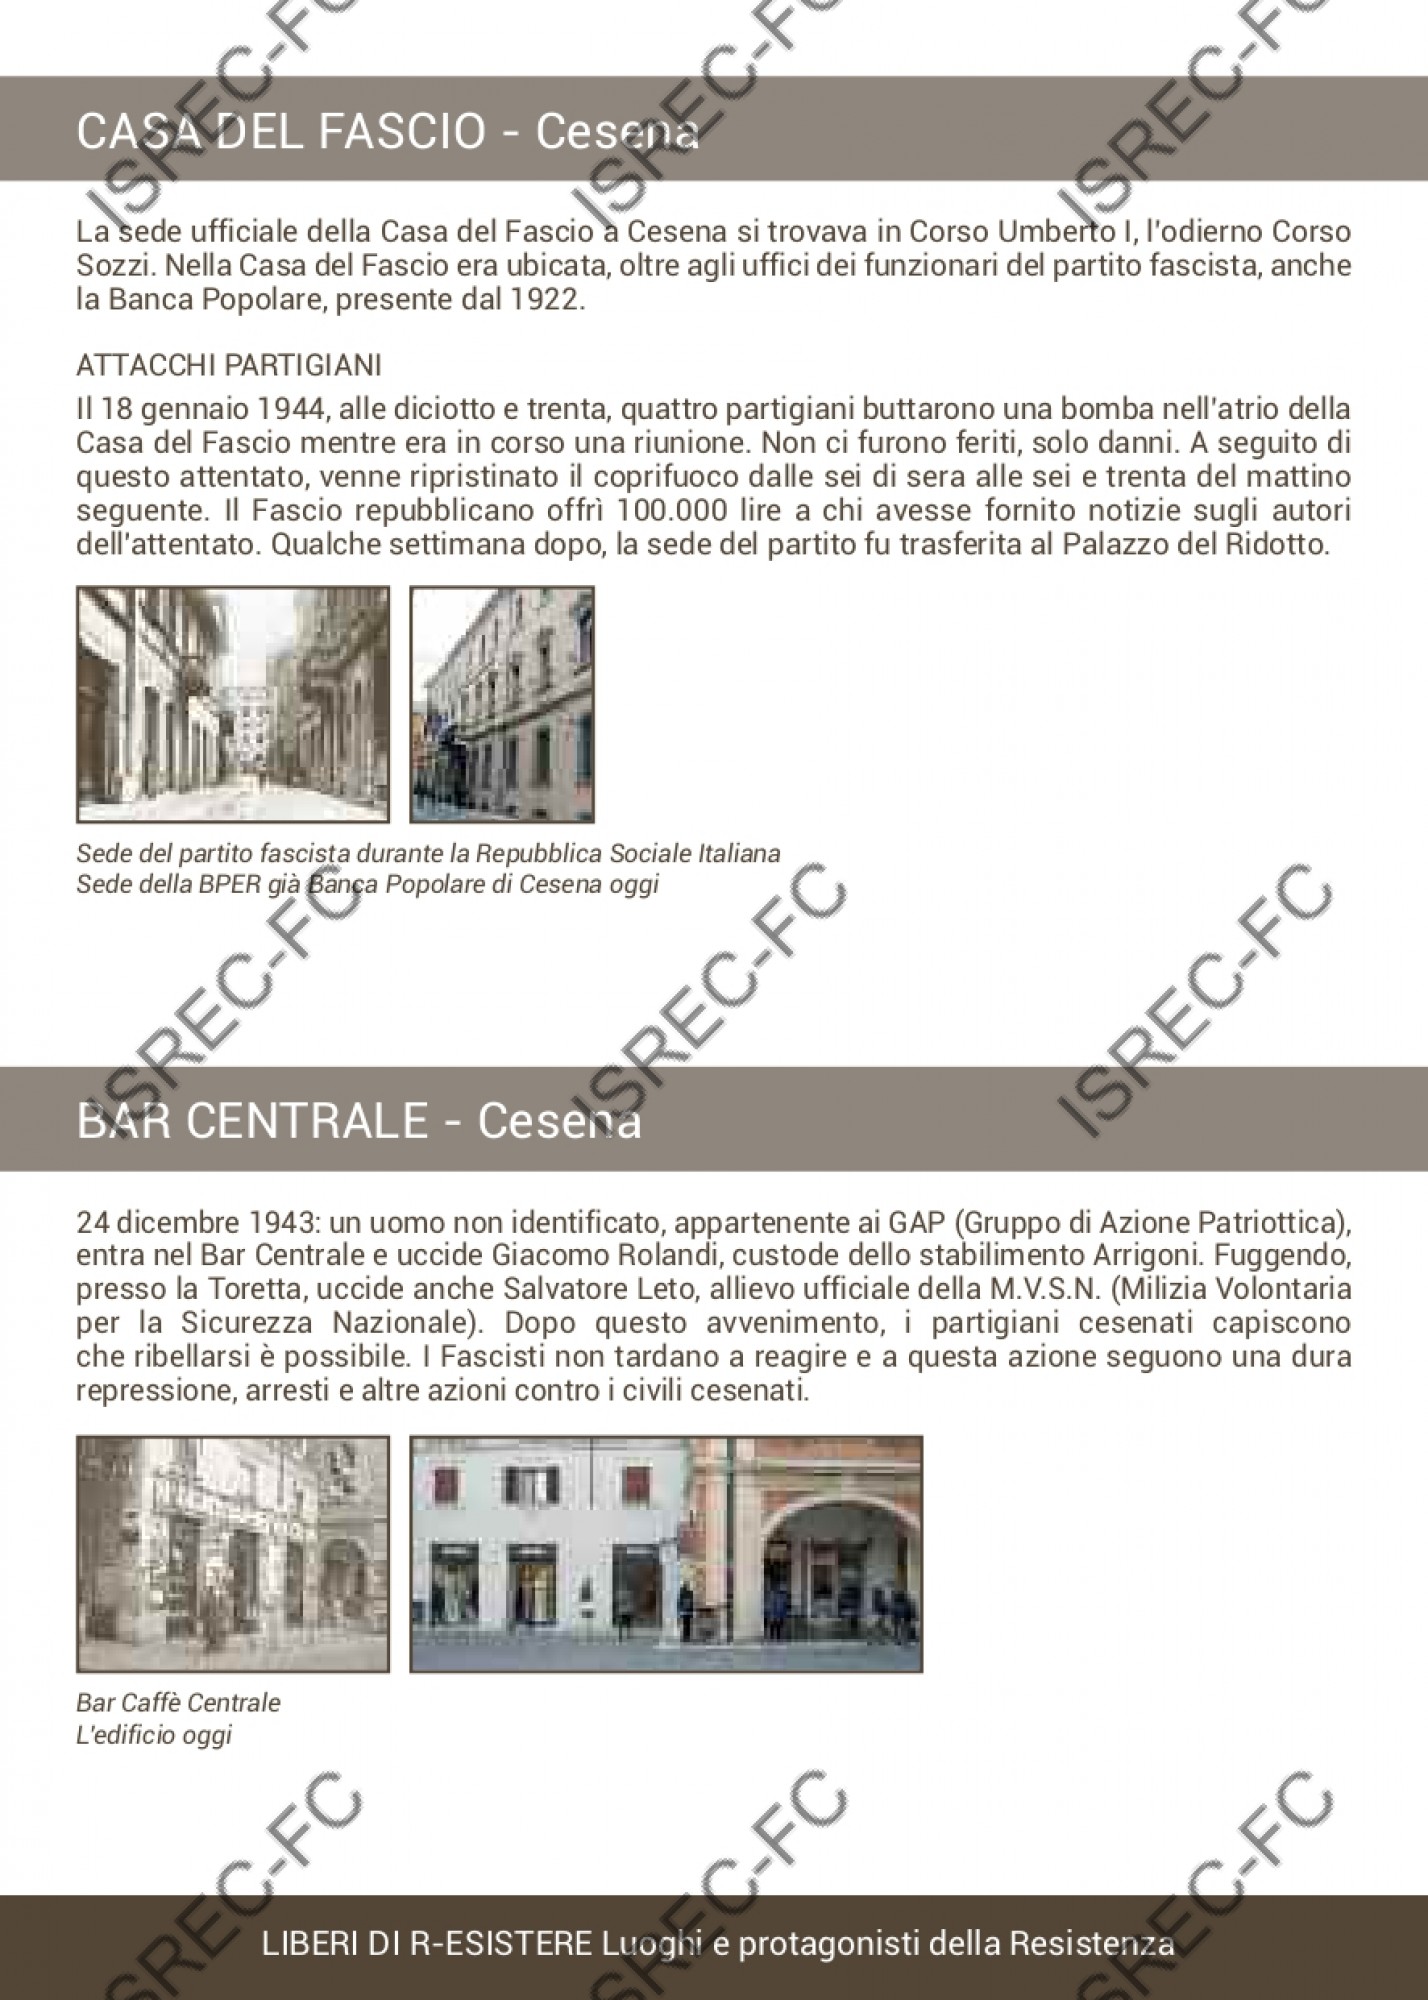 CASA DEL FASCIO - Cesena
La sede ufficiale della Casa del Fascio a Cesena si trovava in Corso Umberto I, l'odierno Corso
Sozzi. Nella Casa del Fascio era ubicata, oltre agli uffici dei funzionari del partito fascista, anche
la Banca Popolare, presente dal 1922.
ATTACCHI PARTIGIANI
Il 18 gennaio 1944, alle diciotto e trenta, quattro partigiani buttarono una bomba nell'atrio della
Casa del Fascio mentre era in corso una riunione. Non ci furono feriti, solo danni. A seguito di
questo attentato, venne ripristinato il coprifuoco dalle sei di sera alle sei e trenta del mattino
seguente. Il Fascio repubblicano offrì 100.000 lire a chi avesse fornito notizie sugli autori
dell'attentato. Qualche settimana dopo, la sede del partito fu trasferita al Palazzo del Ridotto.
Sede del partito fascista durante la Repubblica Sociale Italiana
Sede della BPER già Banca Popolare di Cesena oggi
BAR CENTRALE - Cesena
24 dicembre 1943: un uomo non identificato, appartenente ai GAP (Gruppo di Azione Patriottica),
entra nel Bar Centrale e uccide Giacomo Rolandi, custode dello stabilimento Arrigoni. Fuggendo,
presso la Toretta, uccide anche Salvatore Leto, allievo ufficiale della M.V.S.N. (Milizia Volontaria
per la Sicurezza Nazionale). Dopo questo avvenimento, i partigiani cesenati capiscono
che ribellarsi è possibile. I Fascisti non tardano a reagire e a questa azione seguono una dura
repressione, arresti e altre azioni contro i civili cesenati.
Bar Caffè Centrale
L'edificio oggi
LIBERI DI R-ESISTERE Luoghi e protagonisti della Resistenza
ISREC-FC
ISREC-FC
ISREC-FC
ISREC-FC
ISREC-FC
ISREC-FC
ISREC-FC
ISREC-FC
ISREC-FC